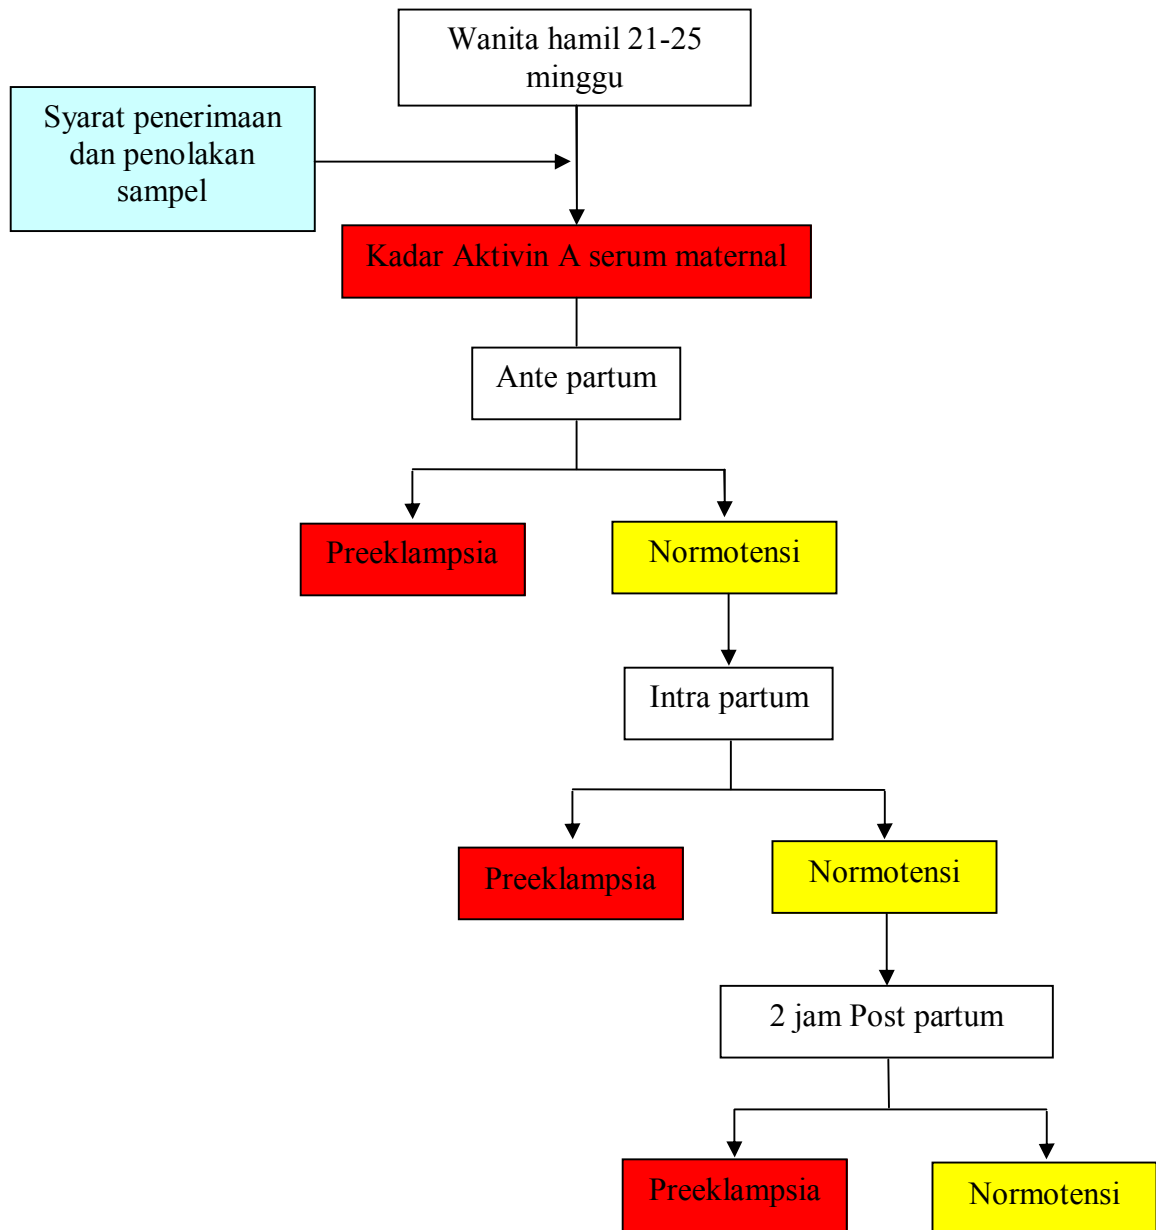 Wanita hamil 21-25
minggu
Syarat penerimaan
dan penolakan
sampel
Kadar Aktivin A serum maternal
Ante partum
Preeklampsia
Normotensi
Intra partum
Preeklampsia
Normotensi
2 jam Post partum
Preeklampsia
Normotensi